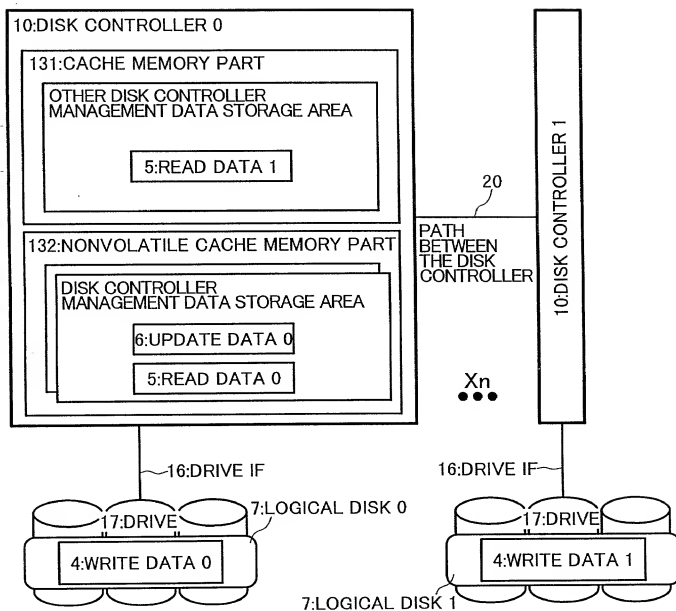 10:DISK CONTROLLER 0
131:CACHE MEMORY PART
OTHER DISK CONTROLLER
MANAGEMENT DATA STORAGE AREA
5:READ DATA 1
132:NONVOLATILE CACHE MEMORY PART
DISK CONTROLLER
MANAGEMENT DATA STORAGE AREA
6:UPDATE DATA 0
5:READ DATA 0
20
PATH
BETWEEN
THE DISK
CONTROLLER
10:DISK CONTROLLER 1
Xn
16:DRIVE IF
16:DRIVE IF
17:DRIVE
7:LOGICAL DISK 0
4:WRITE DATA 0
17:DRIVE
4:WRITE DATA 1
7:LOGICAL DISK 1